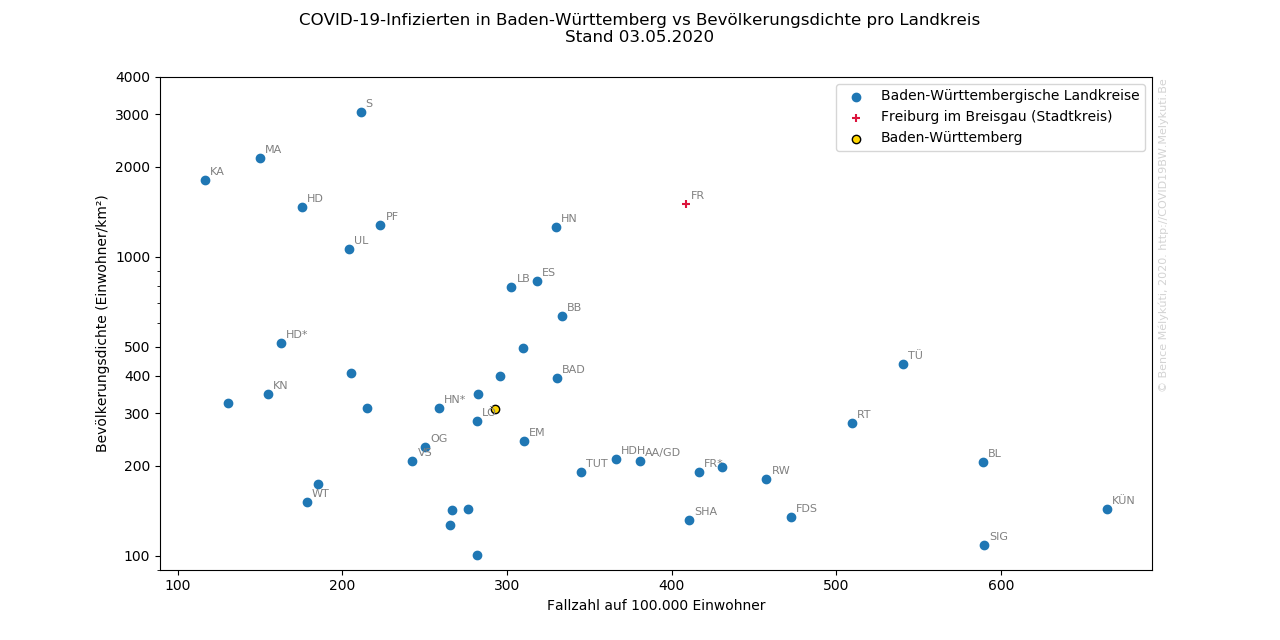 COVID-19-Infizierten in Baden-Württemberg vs Bevölkerungsdichte pro Landkreis
Stand 03.05.2020
Baden-Württembergische Landkreise
Freiburg im Breisgau (Stadtkreis)
Baden-Württemberg
Bevölkerungsdichte (Einwohner/km²)
4000
3000
2000
1000
500
400
300
200
100
S
MA
KA
HD
PF
UL
HN
FR
LB
ES
BB
HD*
BAD
TÜ
KN
HN*
LÖ
RT
OG
EM
VS
TUT
HDH
AA/GD
FR*
RW
BL
WT
SHA
FDS
KÜN
SIG
100
200
300
400
500
600
Fallzahl auf 100.000 Einwohner
© Bence Mélykúti, 2020. http://COVID19BW.Melykuti.Be